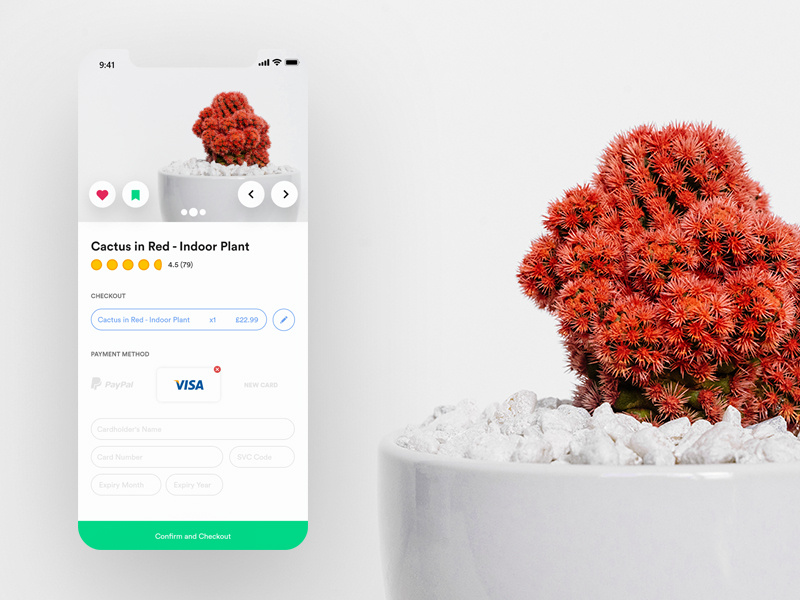 9:41
Cactus in Red - Indoor Plant
4.5 (79)
CHECKOUT
Cactus in Red - Indoor Plant x1 £22.99
PAYMENT METHOD
PayPal VISA NEW CARD
Cardholder's Name
Card Number SVC Code
Expiry Month Expiry Year
Confirm and Checkout